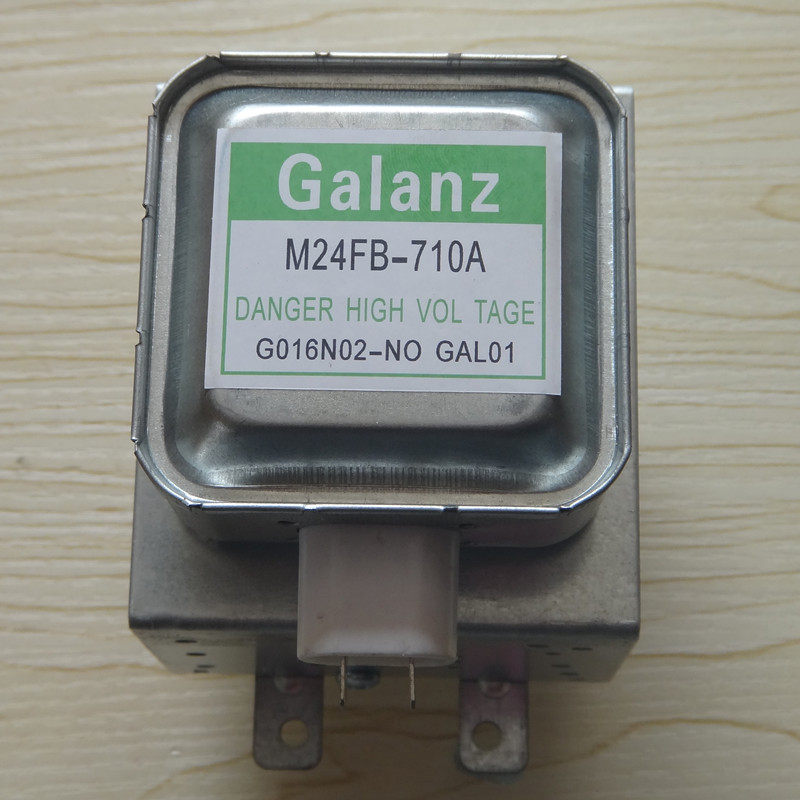 Galanz
M24FB-710A
DANGER HIGH VOL TAGE
G016N02-NO GAL01